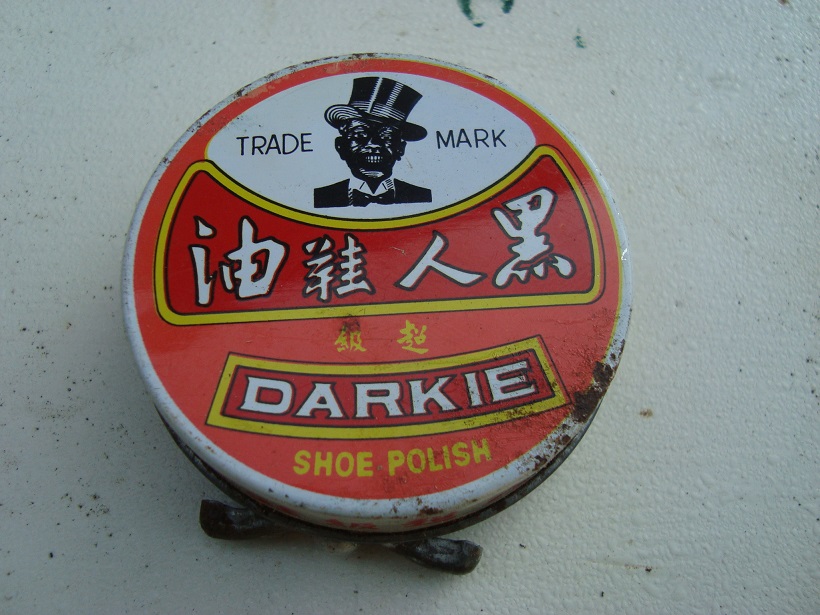 TRADE MARK
黑人鞋油
超級
DARKIE
SHOE POLISH